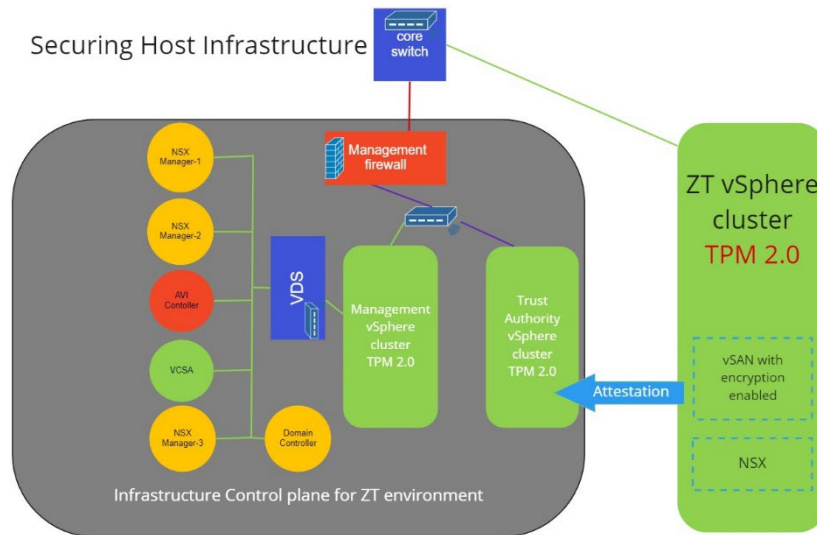 Securing Host Infrastructure
core
switch
Management
firewall
NSX
Manager-1
NSX
Manager-2
AVI
Contoller
VCSA
NSX
Manager-3
Domain
Controller
VDS
Management
vSphere
cluster
TPM 2.0
Trust
Authority
vSphere
cluster
TPM 2.0
Attestation
ZT vSphere
cluster
TPM 2.0
vSAN with
encryption
enabled
NSX
Infrastructure Control plane for ZT environment